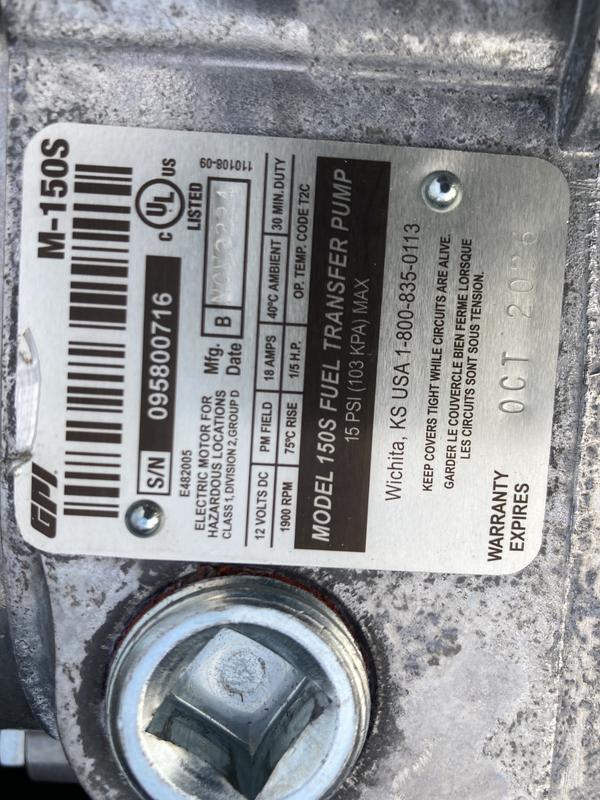 GPI
M-150S
S/N 095800716
C UL US
LISTED
E482005
ELECTRIC MOTOR FOR
HAZARDOUS LOCATIONS
CLASS 1, DIVISION 2, GROUP D
Mfg.
Date
B
110108-09
12 VOLTS DC PM FIELD 18 AMPS 40°C AMBIENT 30 MIN. DUTY
1900 RPM 75°C RISE 1/5 H.P. OP. TEMP. CODE T2C
MODEL 150S FUEL TRANSFER PUMP
15 PSI (103 KPA) MAX
Wichita, KS USA 1-800-835-0113
KEEP COVERS TIGHT WHILE CIRCUITS ARE ALIVE.
GARDER LE COUVERCLE BIEN FERME LORSQUE
LES CIRCUITS SONT SOUS TENSION.
WARRANTY
EXPIRES
OCT